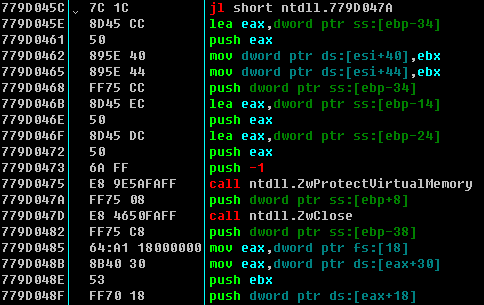 779D045C ⌄ 7C 1C jl short ntdll.779D047A
779D045E 8D45 CC lea eax,dword ptr ss:[ebp-34]
779D0461 50 push eax
779D0462 895E 40 mov dword ptr ds:[esi+40],ebx
779D0465 895E 44 mov dword ptr ds:[esi+44],ebx
779D0468 FF75 CC push dword ptr ss:[ebp-34]
779D046B 8D45 EC lea eax,dword ptr ss:[ebp-14]
779D046E 50 push eax
779D046F 8D45 DC lea eax,dword ptr ss:[ebp-24]
779D0472 50 push eax
779D0473 6A FF push -1
779D0475 E8 9E5AFAFF call ntdll.ZwProtectVirtualMemory
779D047A FF75 08 push dword ptr ss:[ebp+8]
779D047D E8 4650FAFF call ntdll.ZwClose
779D0482 FF75 C8 push dword ptr ss:[ebp-38]
779D0485 64:A1 18000000 mov eax,dword ptr fs:[18]
779D048B 8B40 30 mov eax,dword ptr ds:[eax+30]
779D048E 53 push ebx
779D048F FF70 18 push dword ptr ds:[eax+18]